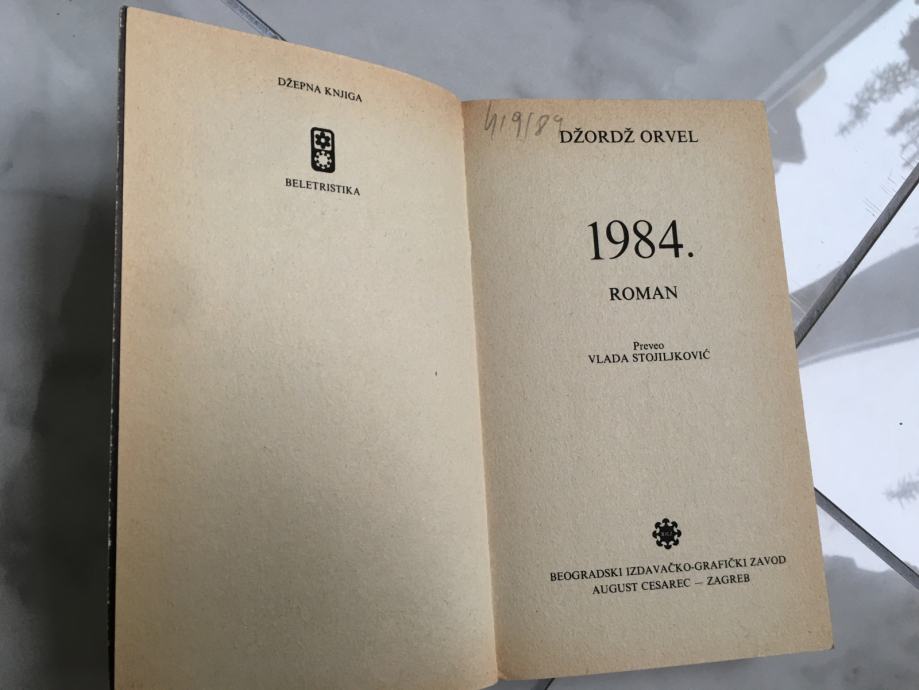 DŽEPNA KNJIGA
BELETRISTIKA
4/9/89
DŽORDŽ ORVEL
1984.
ROMAN
Preveo
VLADA STOJILJKOVIĆ
BEOGRADSKI IZDAVAČKO-GRAFIČKI ZAVOD
AUGUST CESAREC — ZAGREB